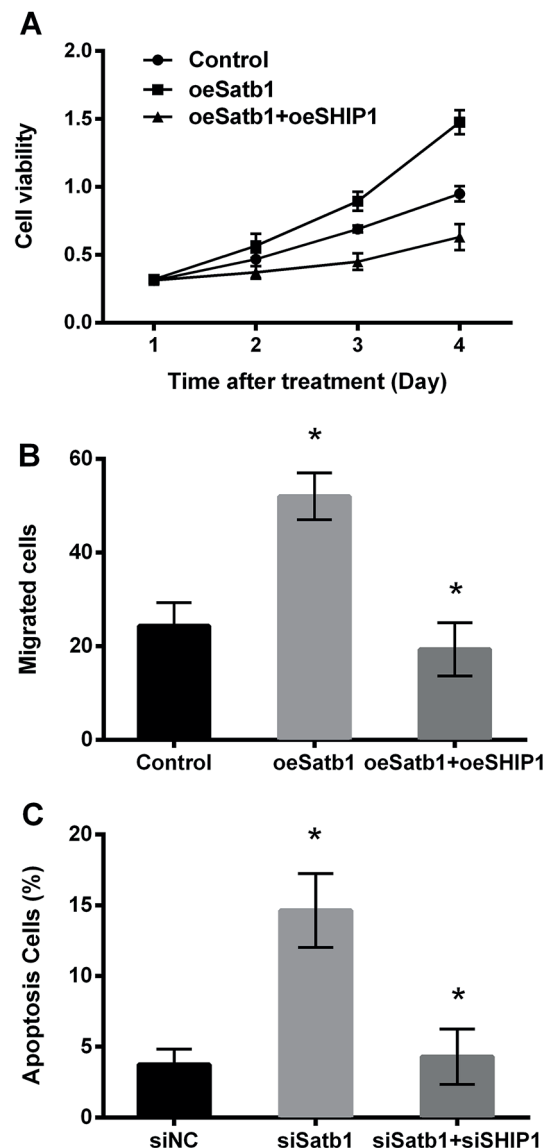 A
2.0
Control
oeSatb1
oeSatb1+oeSHIP1
1.5
1.0
0.5
0.0
Cell viability
1 2 3 4
Time after treatment (Day)
B
60
40
20
0
Migrated cells
*
*
Control oeSatb1 oeSatb1+oeSHIP1
C
20
15
10
5
0
Apoptosis Cells (%)
*
*
siNC siSatb1 siSatb1+siSHIP1